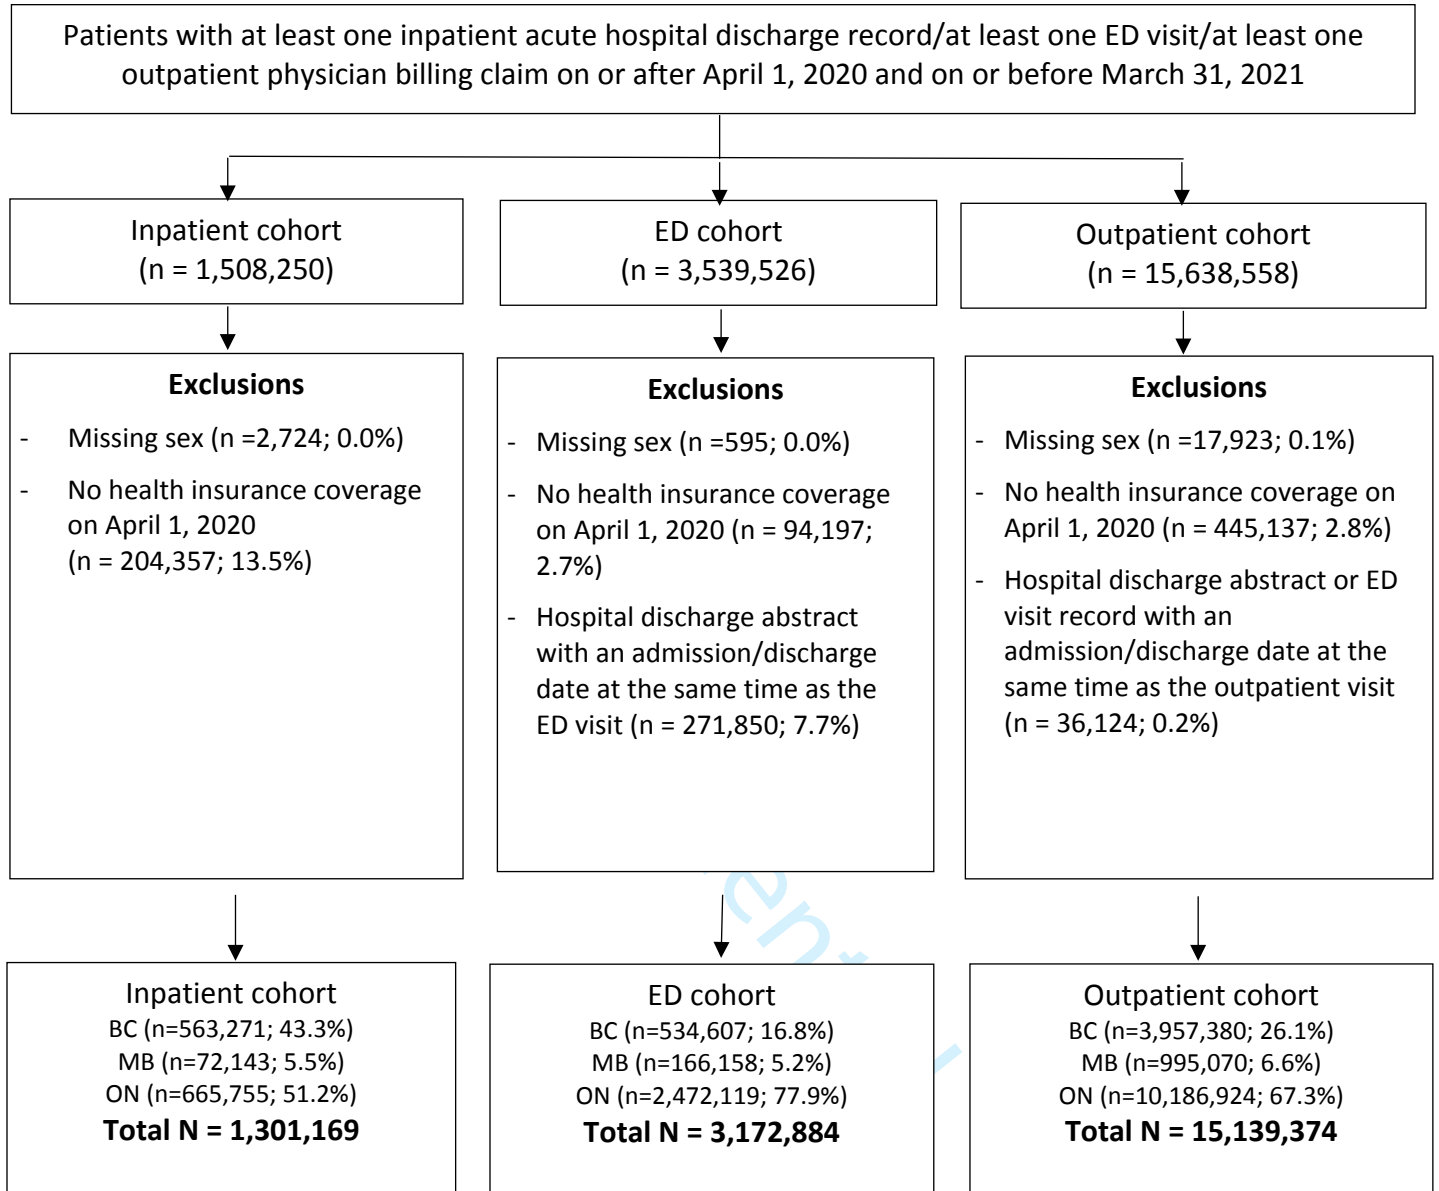 Patients with at least one inpatient acute hospital discharge record/at least one ED visit/at least one
outpatient physician billing claim on or after April 1, 2020 and on or before March 31, 2021
Inpatient cohort
(n = 1,508,250)
ED cohort
(n = 3,539,526)
Outpatient cohort
(n = 15,638,558)
Exclusions
- Missing sex (n =2,724; 0.0%)
- No health insurance coverage
on April 1, 2020
(n = 204,357; 13.5%)
Exclusions
- Missing sex (n =595; 0.0%)
- No health insurance coverage
on April 1, 2020 (n = 94,197;
2.7%)
- Hospital discharge abstract
with an admission/discharge
date at the same time as the
ED visit (n = 271,850; 7.7%)
Exclusions
- Missing sex (n =17,923; 0.1%)
- No health insurance coverage on
April 1, 2020 (n = 445,137; 2.8%)
- Hospital discharge abstract or ED
visit record with an
admission/discharge date at the
same time as the outpatient visit
(n = 36,124; 0.2%)
Inpatient cohort
BC (n=563,271; 43.3%)
MB (n=72,143; 5.5%)
ON (n=665,755; 51.2%)
Total N = 1,301,169
ED cohort
BC (n=534,607; 16.8%)
MB (n=166,158; 5.2%)
ON (n=2,472,119; 77.9%)
Total N = 3,172,884
Outpatient cohort
BC (n=3,957,380; 26.1%)
MB (n=995,070; 6.6%)
ON (n=10,186,924; 67.3%)
Total N = 15,139,374